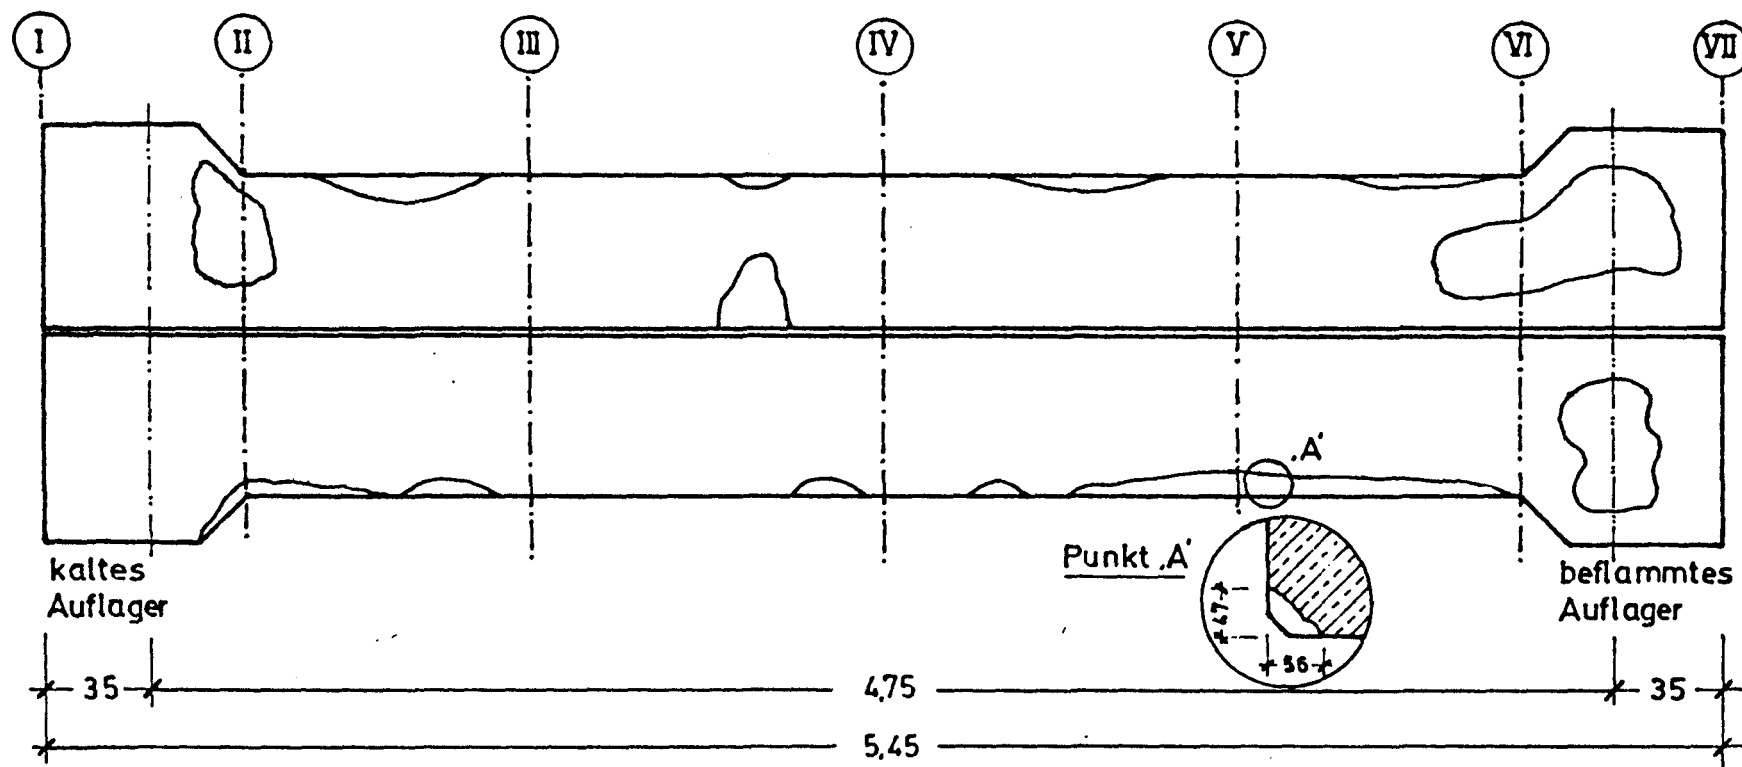 I II III IV V VI VII
,A'
Punkt ,A'
kaltes
Auflager
beflammtes
Auflager
47
56
35 4,75 35
5,45